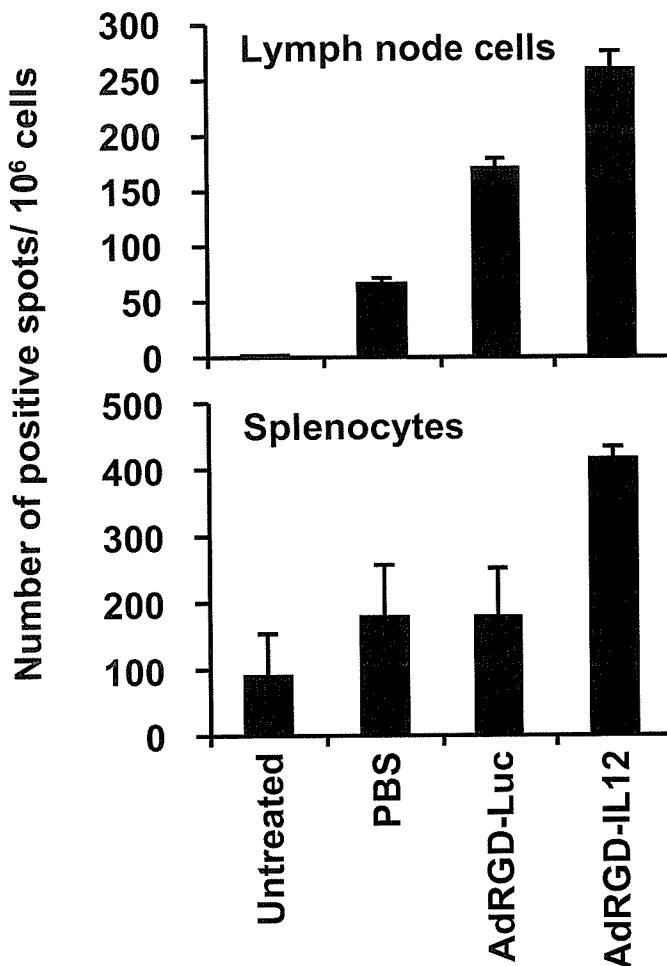 Number of positive spots/ 10⁶ cells
Lymph node cells
300
250
200
150
100
50
0
Splenocytes
500
400
300
200
100
0
Untreated
PBS
AdRGD-Luc
AdRGD-IL12